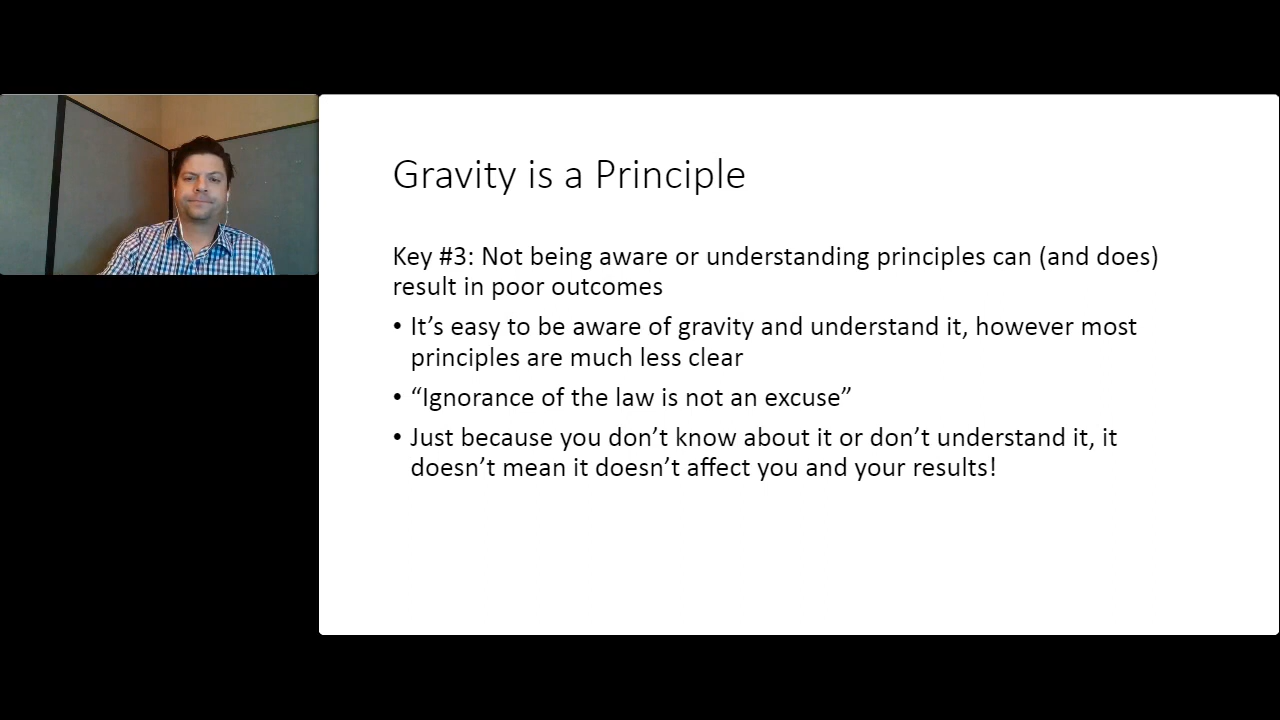 Gravity is a Principle
Key #3: Not being aware or understanding principles can (and does)
result in poor outcomes
• It’s easy to be aware of gravity and understand it, however most
principles are much less clear
• “Ignorance of the law is not an excuse”
• Just because you don’t know about it or don’t understand it, it
doesn’t mean it doesn’t affect you and your results!